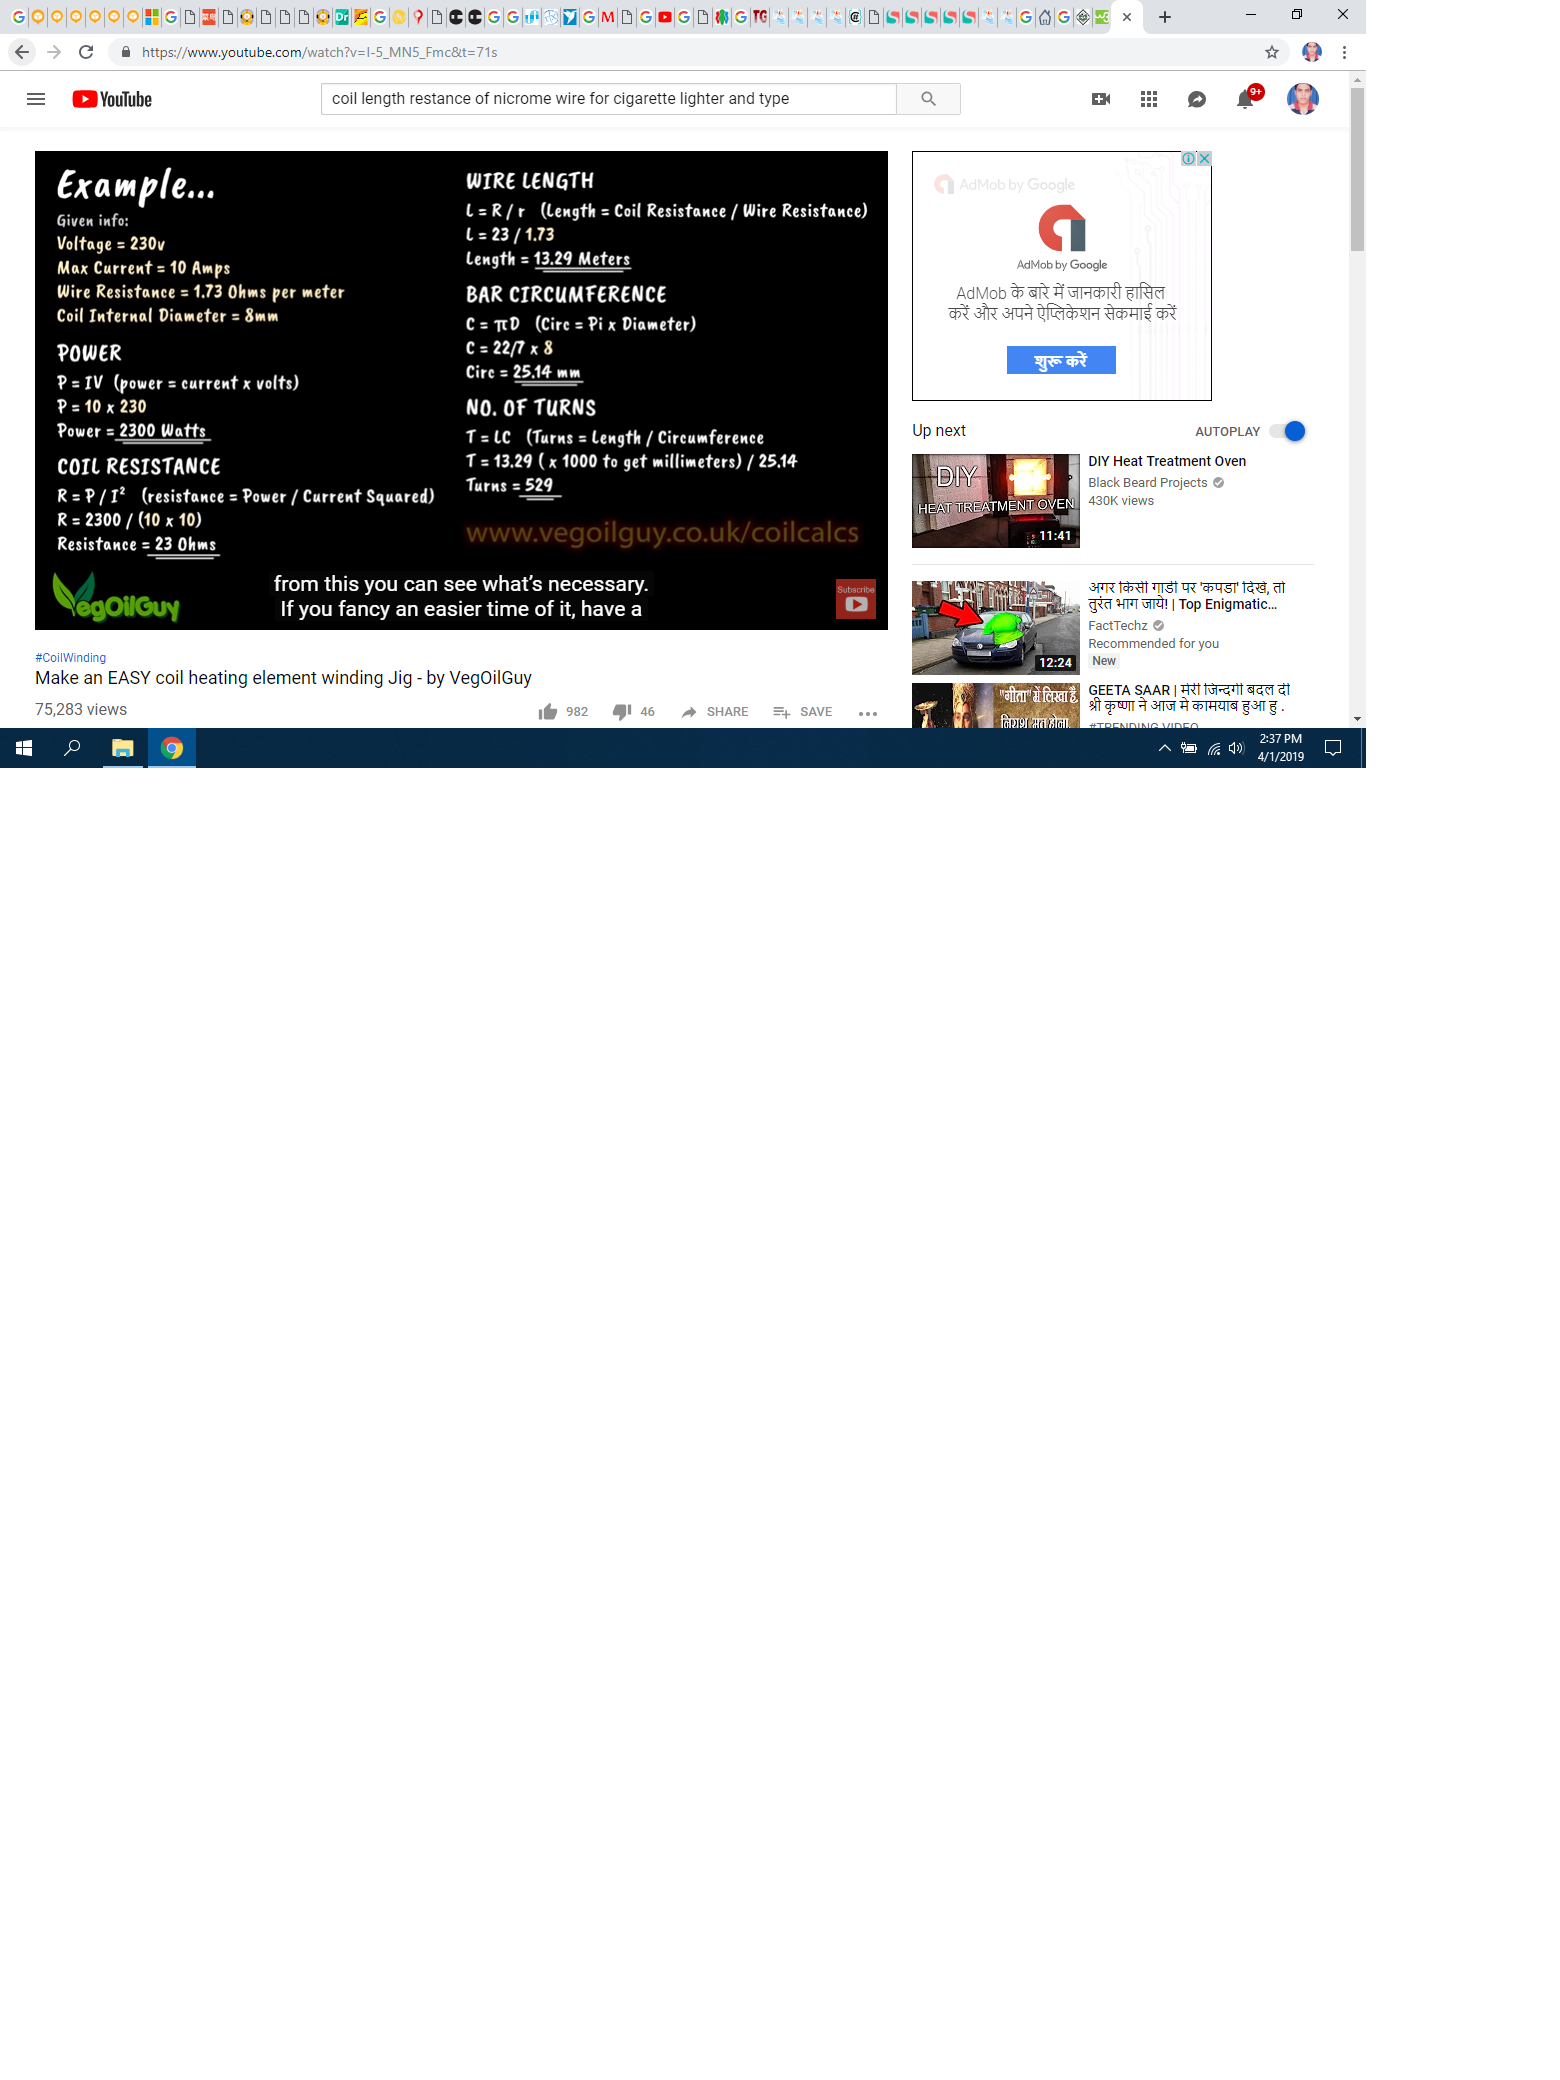 https://www.youtube.com/watch?v=I-5_MN5_Fmc&t=71s
YouTube
coil length restance of nicrome wire for cigarette lighter and type
9+
Example...
Given info:
Voltage = 230v
Max Current = 10 Amps
Wire Resistance = 1.73 Ohms per meter
Coil Internal Diameter = 8mm
POWER
P = IV (power = current x volts)
P = 10 x 230
Power = 2300 Watts
COIL RESISTANCE
R = P / I² (resistance = Power / Current Squared)
R = 2300 / (10 x 10)
Resistance = 23 Ohms
WIRE LENGTH
L = R / r (Length = Coil Resistance / Wire Resistance)
L = 23 / 1.73
Length = 13.29 Meters
BAR CIRCUMFERENCE
C = πD (Circ = Pi x Diameter)
C = 22/7 x 8
Circ = 25.14 mm
NO. OF TURNS
T = LC (Turns = Length / Circumference
T = 13.29 ( x 1000 to get millimeters) / 25.14
Turns = 529
www.vegoilguy.co.uk/coilcalcs
from this you can see what's necessary.
If you fancy an easier time of it, have a
VegOilGuy
Subscribe
#CoilWinding
Make an EASY coil heating element winding Jig - by VegOilGuy
75,283 views
982
46
SHARE
SAVE
AdMob by Google
AdMob by Google
AdMob के बारे में जानकारी हासिल
करें और अपने ऐप्लिकेशन सेकमाई करें
शुरू करें
Up next
AUTOPLAY
DIY
HEAT TREATMENT OVEN
11:41
DIY Heat Treatment Oven
Black Beard Projects
430K views
12:24
अगर किसी गाडी पर 'कपडा' दिखे, तो
तुरंत भाग जाये! | Top Enigmatic...
FactTechz
Recommended for you
New
"गीता" में लिखा है,
निराश मत होना
GEETA SAAR | मेरी जिन्दगी बदल दी
श्री कृष्णा ने आज मे कामयाब हुआ हु .
#TRENDING VIDEO
2:37 PM
4/1/2019